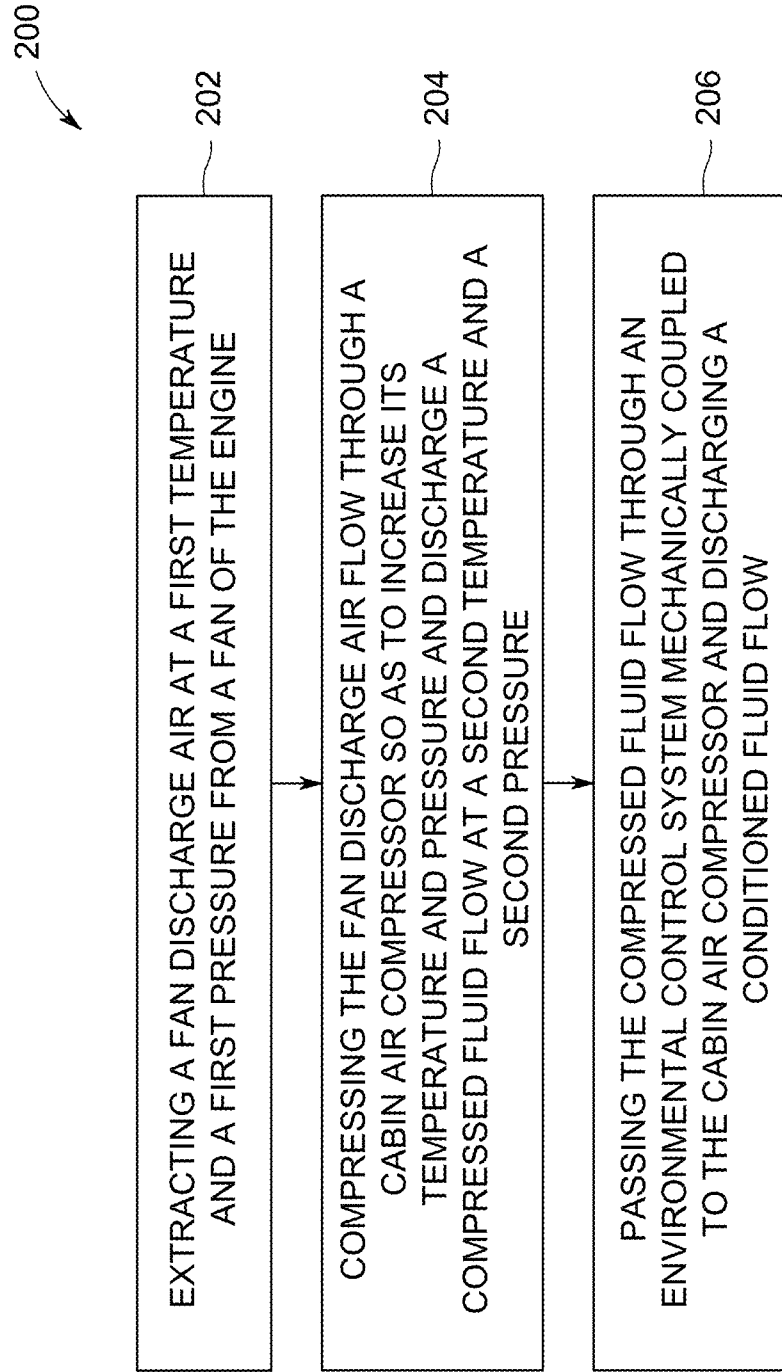 200
EXTRACTING A FAN DISCHARGE AIR AT A FIRST TEMPERATURE
AND A FIRST PRESSURE FROM A FAN OF THE ENGINE
202
COMPRESSING THE FAN DISCHARGE AIR FLOW THROUGH A
CABIN AIR COMPRESSOR SO AS TO INCREASE ITS
TEMPERATURE AND PRESSURE AND DISCHARGE A
COMPRESSED FLUID FLOW AT A SECOND TEMPERATURE AND A
SECOND PRESSURE
204
PASSING THE COMPRESSED FLUID FLOW THROUGH AN
ENVIRONMENTAL CONTROL SYSTEM MECHANICALLY COUPLED
TO THE CABIN AIR COMPRESSOR AND DISCHARGING A
CONDITIONED FLUID FLOW
206